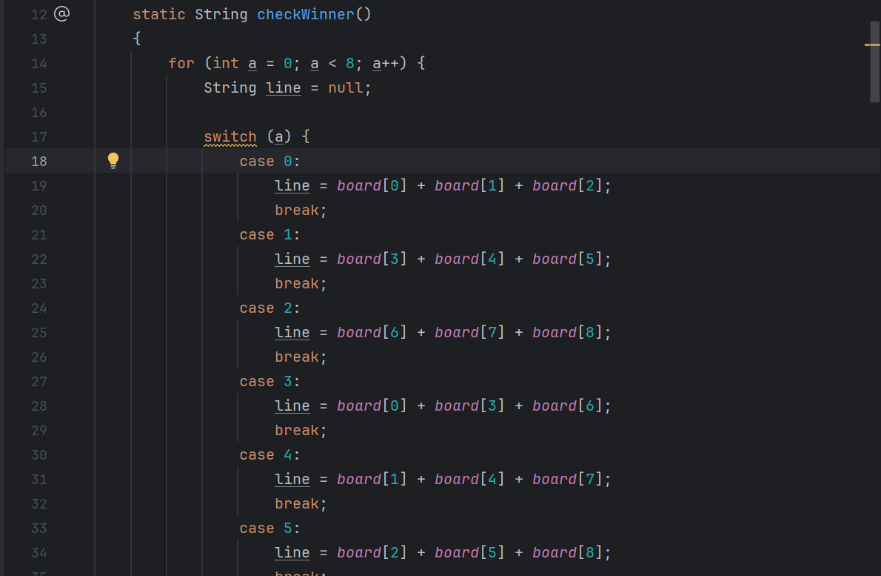 12 @ static String checkWinner()
13 {
14 for (int a = 0; a < 8; a++) {
15 String line = null;
16
17 switch (a) {
18 case 0:
19 line = board[0] + board[1] + board[2];
20 break;
21 case 1:
22 line = board[3] + board[4] + board[5];
23 break;
24 case 2:
25 line = board[6] + board[7] + board[8];
26 break;
27 case 3:
28 line = board[0] + board[3] + board[6];
29 break;
30 case 4:
31 line = board[1] + board[4] + board[7];
32 break;
33 case 5:
34 line = board[2] + board[5] + board[8];
35 break;